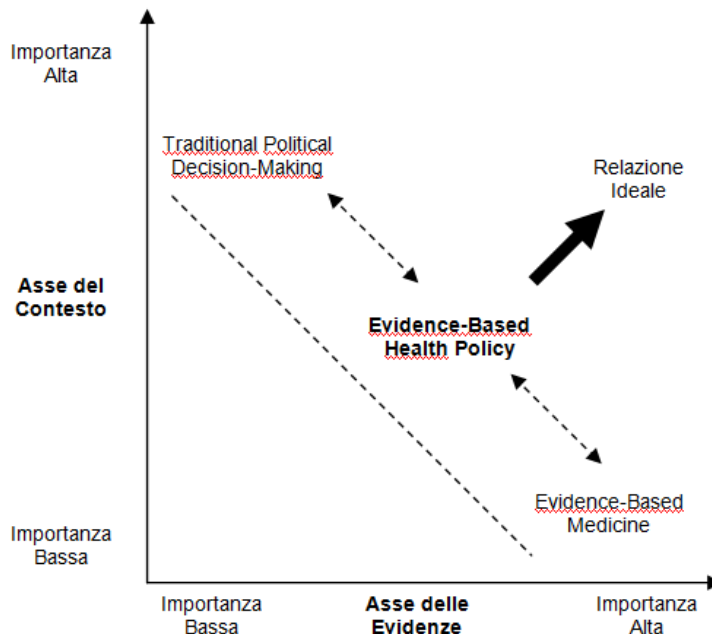 Importanza
Alta
Traditional Political
Decision-Making
Relazione
Ideale
Asse del
Contesto
Evidence-Based
Health Policy
Evidence-Based
Medicine
Importanza
Bassa
Importanza
Bassa
Asse delle
Evidenze
Importanza
Alta